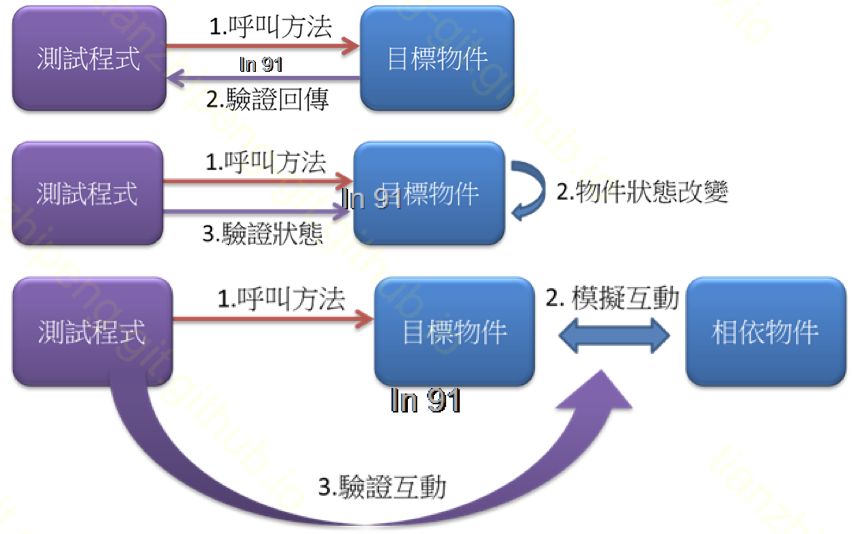 1.呼叫方法
測試程式
目標物件
In 91
2.驗證回傳
1.呼叫方法
測試程式
目標物件
In 91
2.物件狀態改變
3.驗證狀態
1.呼叫方法
2. 模擬互動
測試程式
目標物件
相依物件
In 91
3.驗證互動
tianzhipeng-git.github.io